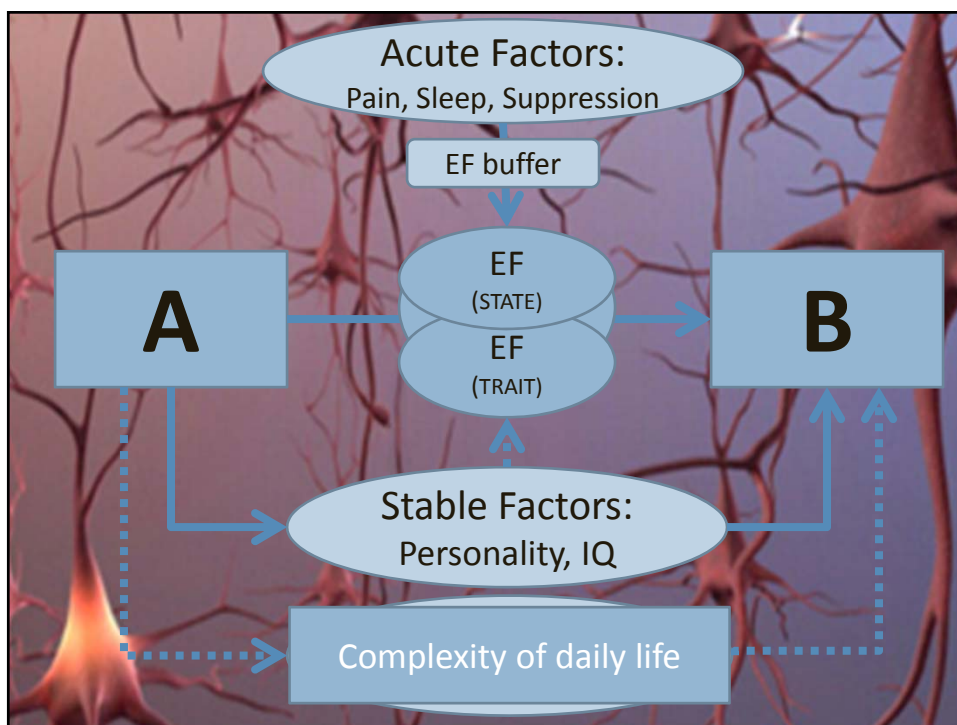 Acute Factors:
Pain, Sleep, Suppression
EF buffer
EF
(STATE)
A
B
EF
(TRAIT)
Stable Factors:
Personality, IQ
Complexity of daily life